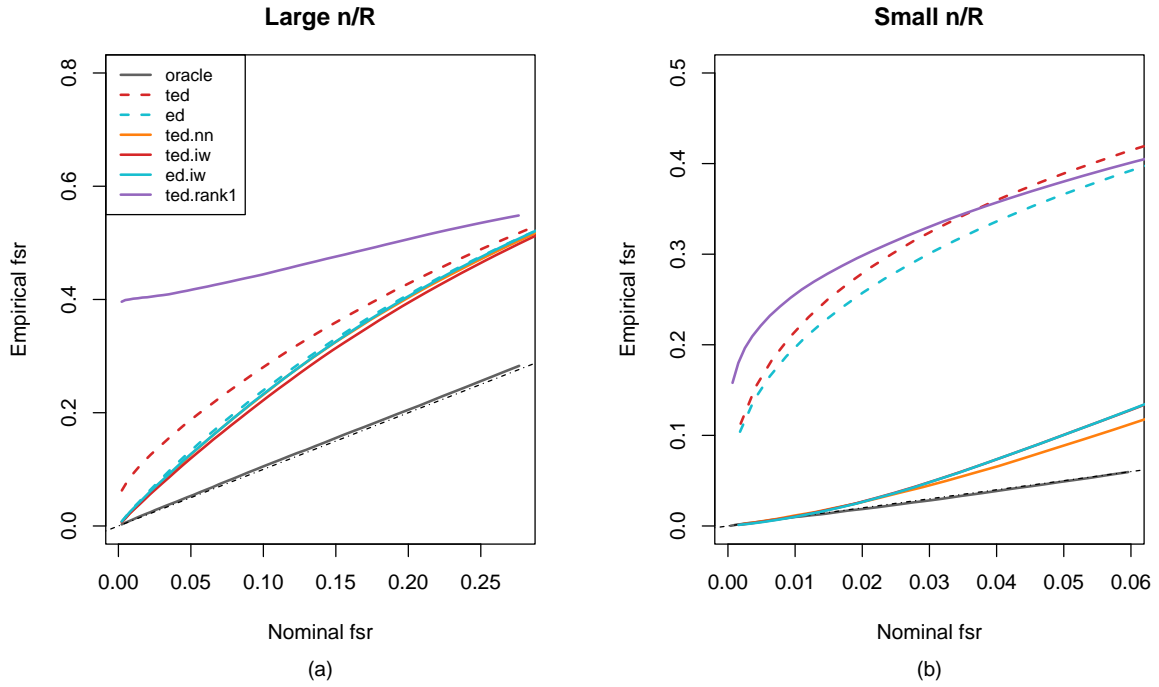 Large n/R
Empirical fsr
0.0
0.2
0.4
0.6
0.8
oracle
ted
ed
ted.nn
ted.iw
ed.iw
ted.rank1
0.00
0.05
0.10
0.15
0.20
0.25
Nominal fsr
(a)
Small n/R
Empirical fsr
0.0
0.1
0.2
0.3
0.4
0.5
0.00
0.01
0.02
0.03
0.04
0.05
0.06
Nominal fsr
(b)